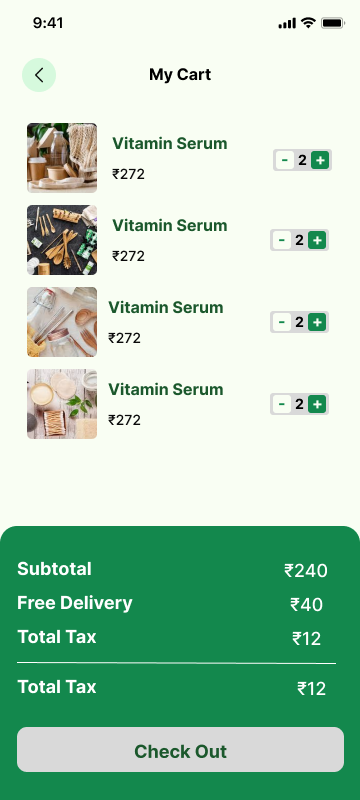 9:41
My Cart
Vitamin Serum
₹272
- 2 +
Vitamin Serum
₹272
- 2 +
Vitamin Serum
₹272
- 2 +
Vitamin Serum
₹272
- 2 +
Subtotal ₹240
Free Delivery ₹40
Total Tax ₹12
Total Tax ₹12
Check Out